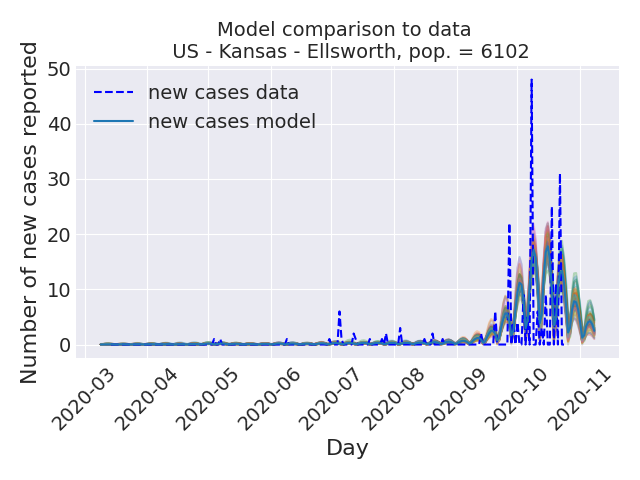 Model comparison to data
US - Kansas - Ellsworth, pop. = 6102
Number of new cases reported
50
40
30
20
10
0
new cases data
new cases model
2020-03
2020-04
2020-05
2020-06
2020-07
2020-08
2020-09
2020-10
2020-11
Day